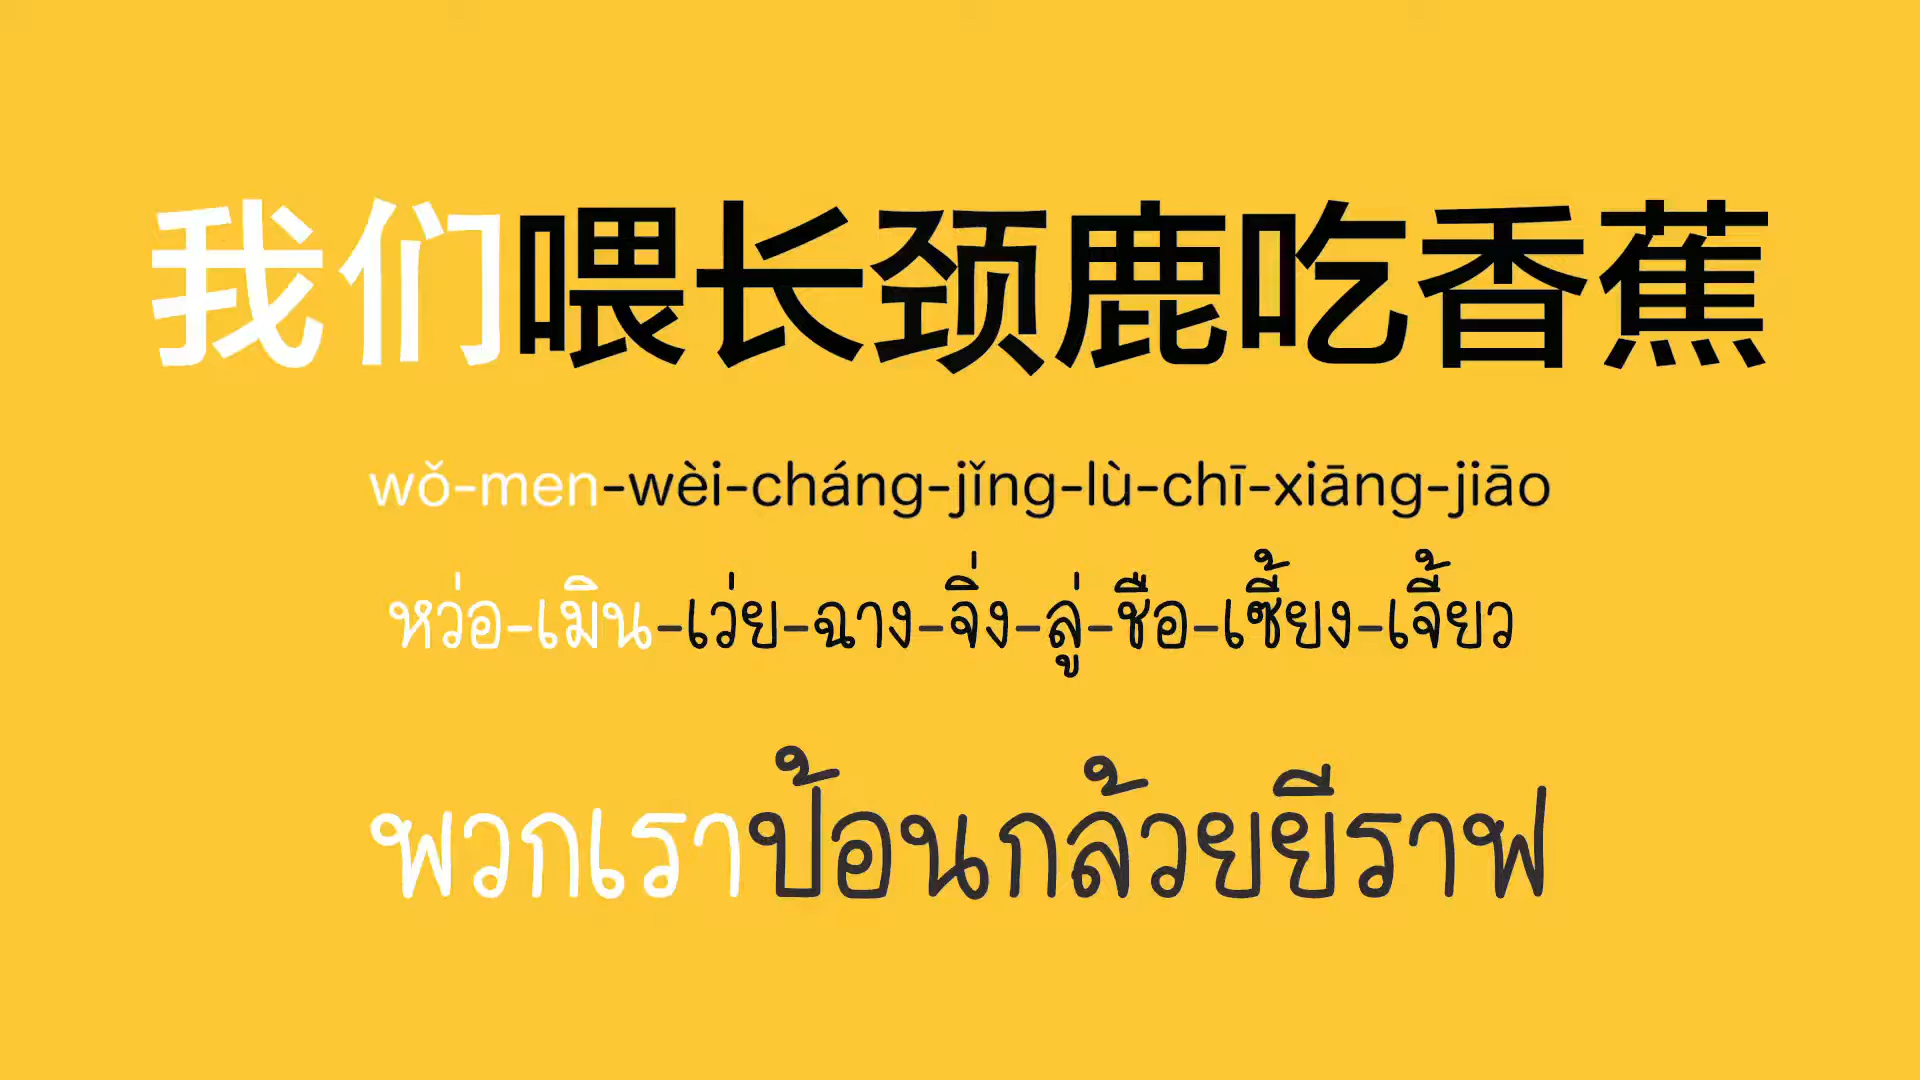 我们喂长颈鹿吃香蕉
wǒ-men-wèi-cháng-jǐng-lù-chī-xiāng-jiāo
หว่อ-เมิน-เว่ย-ฉาง-จิ่ง-ลู่-ชือ-เซี้ยง-เจี้ยว
พวกเราป้อนกล้วยยีราฟ